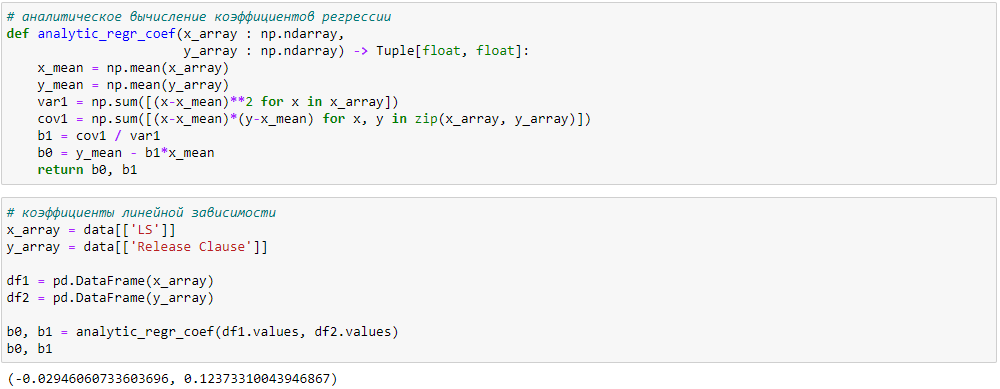 # аналитическое вычисление коэффициентов регрессии
def analytic_regr_coef(x_array : np.ndarray,
                       y_array : np.ndarray) -> Tuple[float, float]:
    x_mean = np.mean(x_array)
    y_mean = np.mean(y_array)
    var1 = np.sum([(x-x_mean)**2 for x in x_array])
    cov1 = np.sum([(x-x_mean)*(y-x_mean) for x, y in zip(x_array, y_array)])
    b1 = cov1 / var1
    b0 = y_mean - b1*x_mean
    return b0, b1
# коэффициенты линейной зависимости
x_array = data[['LS']]
y_array = data[['Release Clause']]
df1 = pd.DataFrame(x_array)
df2 = pd.DataFrame(y_array)
b0, b1 = analytic_regr_coef(df1.values, df2.values)
b0, b1
(-0.02946060733603696, 0.12373310043946867)